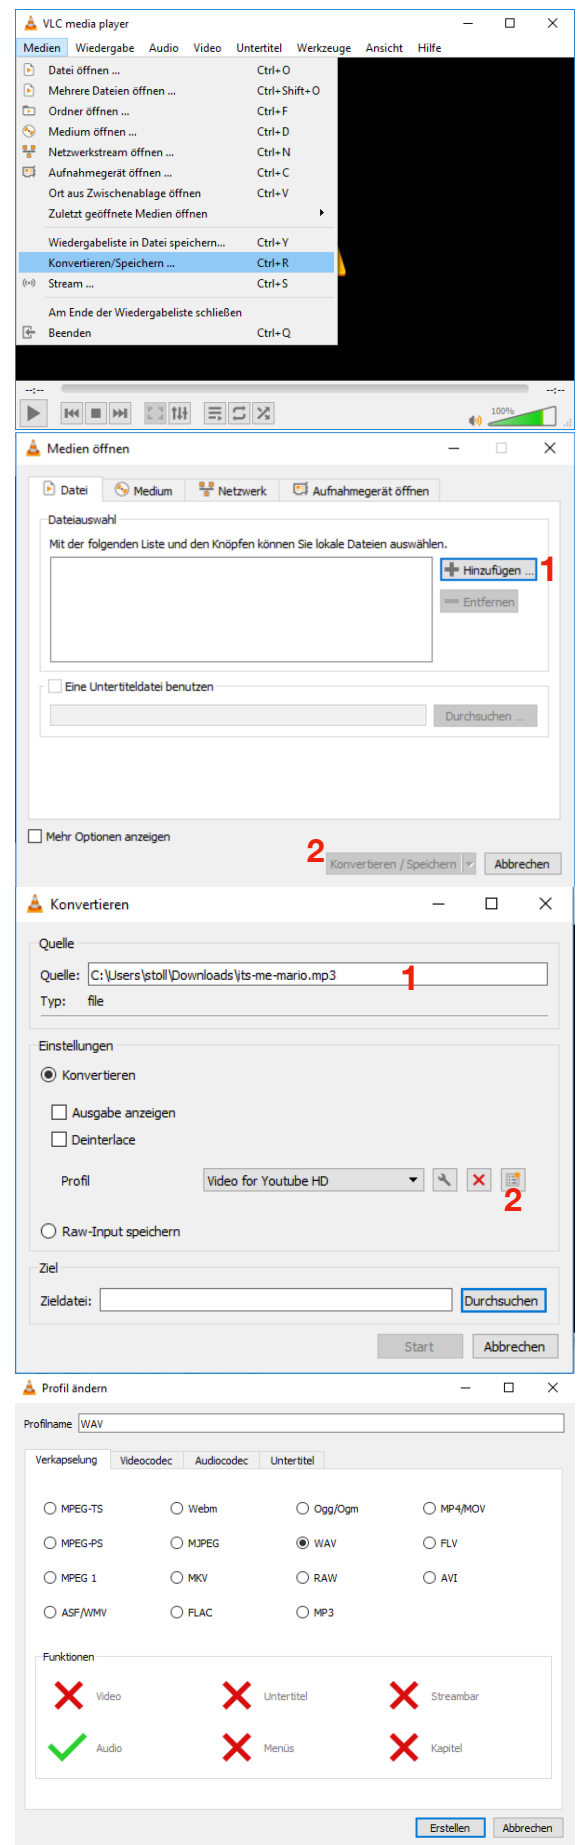 VLC media player
Medien Wiedergabe Audio Video Untertitel Werkzeuge Ansicht Hilfe
Datei öffnen ... Ctrl+O
Mehrere Dateien öffnen ... Ctrl+Shift+O
Ordner öffnen ... Ctrl+F
Medium öffnen ... Ctrl+D
Netzwerkstream öffnen ... Ctrl+N
Aufnahmegerät öffnen ... Ctrl+C
Ort aus Zwischenablage öffnen Ctrl+V
Zuletzt geöffnete Medien öffnen
Wiedergabeliste in Datei speichern... Ctrl+Y
Konvertieren/Speichern ... Ctrl+R
Stream ... Ctrl+S
Am Ende der Wiedergabeliste schließen
Beenden Ctrl+Q
--:-- --:--
100%
Medien öffnen
Datei Medium Netzwerk Aufnahmegerät öffnen
Dateiauswahl
Mit der folgenden Liste und den Knöpfen können Sie lokale Dateien auswählen.
Hinzufügen ... 1
Entfernen
Eine Untertiteldatei benutzen
Durchsuchen ...
Mehr Optionen anzeigen
2 Konvertieren / Speichern Abbrechen
Konvertieren
Quelle
Quelle: C:\Users\stoll\Downloads\its-me-mario.mp3 1
Typ: file
Einstellungen
Konvertieren
Ausgabe anzeigen
Deinterlace
Profil Video for Youtube HD
2
Raw-Input speichern
Ziel
Zieldatei: Durchsuchen
Start Abbrechen
Profil ändern
Profilname WAV
Verkapselung Videocodec Audiocodec Untertitel
MPEG-TS Webm Ogg/Ogm MP4/MOV
MPEG-PS MJPEG WAV FLV
MPEG 1 MKV RAW AVI
ASF/WMV FLAC MP3
Funktionen
Video Untertitel Streambar
Audio Menüs Kapitel
Erstellen Abbrechen